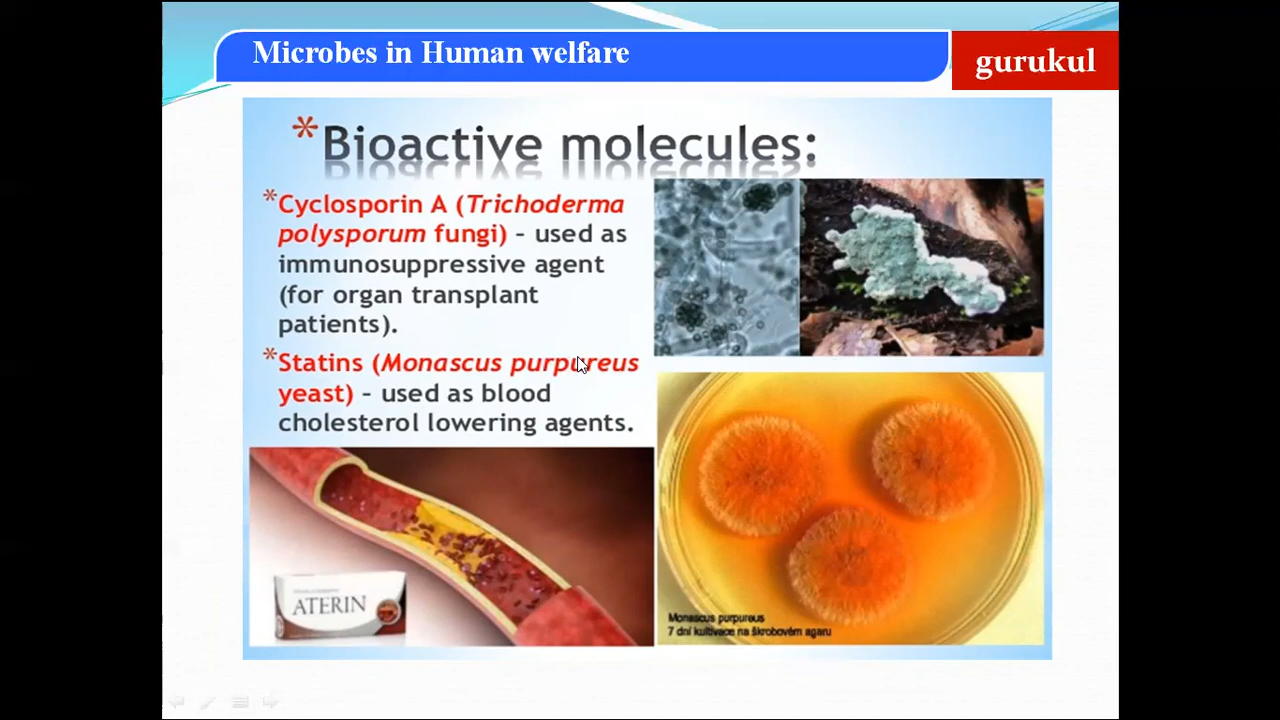 Microbes in Human welfare
gurukul
*Bioactive molecules:
*Cyclosporin A (Trichoderma
polysporum fungi) – used as
immunosuppressive agent
(for organ transplant
patients).
*Statins (Monascus purpureus
yeast) – used as blood
cholesterol lowering agents.
ATERIN
Monascus purpureus
7 dní kultivace na škrobovém agaru